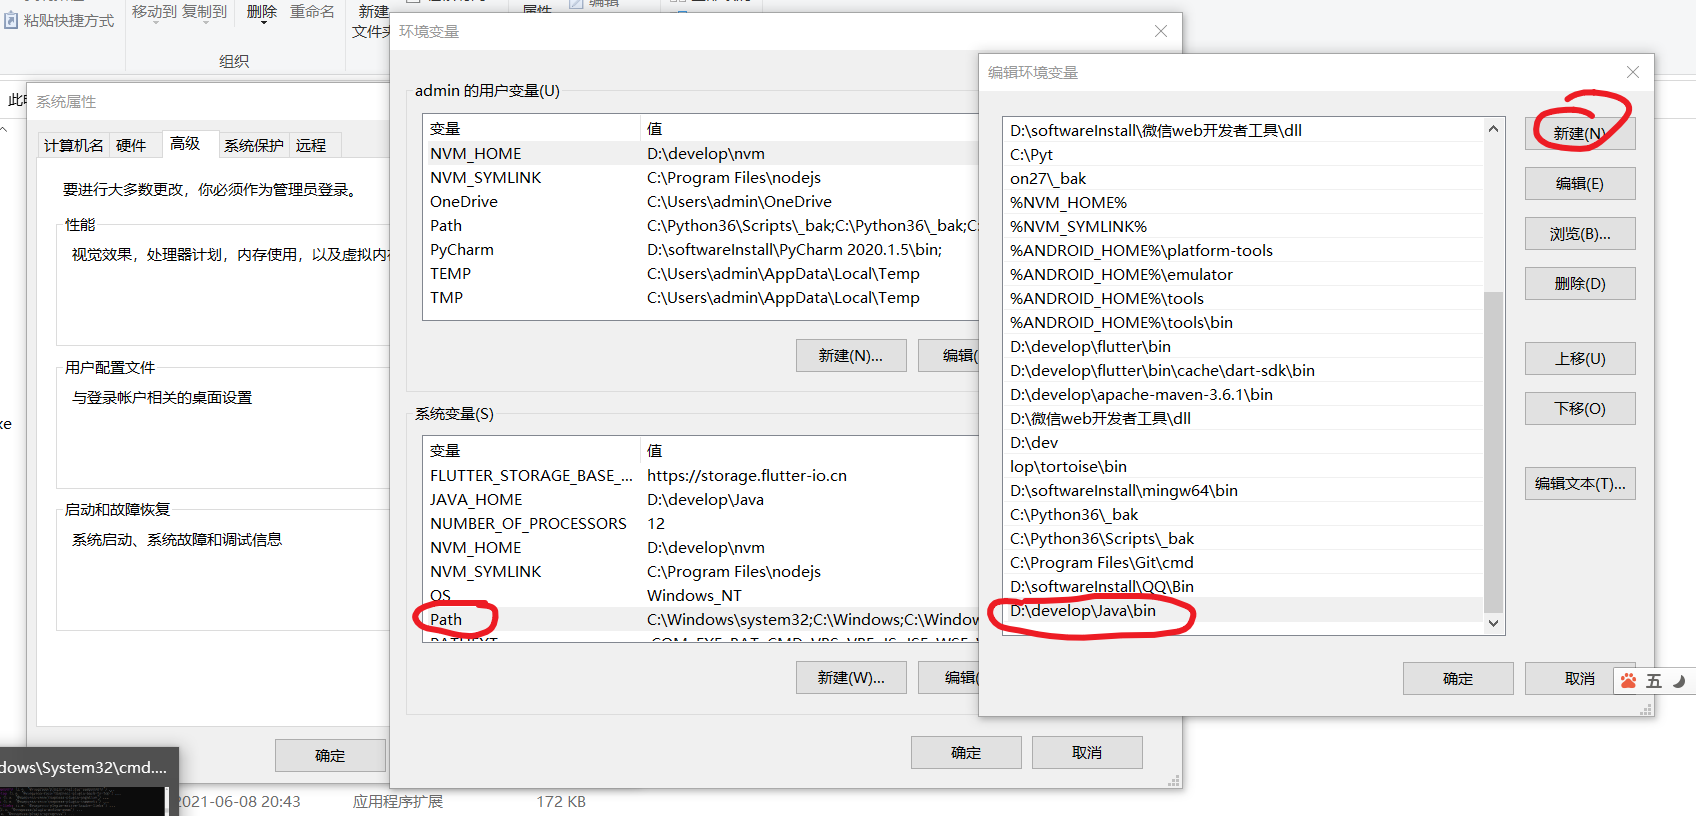 粘贴快捷方式
移动到 复制到
删除 重命名
新建
文件夹
组织
属性
编辑
系统属性
计算机名 硬件 高级 系统保护 远程
要进行大多数更改，你必须作为管理员登录。
性能
视觉效果，处理器计划，内存使用，以及虚拟内存
用户配置文件
与登录帐户相关的桌面设置
启动和故障恢复
系统启动、系统故障和调试信息
确定
环境变量
admin 的用户变量(U)
变量 值
NVM_HOME D:\develop\nvm
NVM_SYMLINK C:\Program Files\nodejs
OneDrive C:\Users\admin\OneDrive
Path C:\Python36\Scripts\_bak;C:\Python36\_bak;C:
PyCharm D:\softwareInstall\PyCharm 2020.1.5\bin;
TEMP C:\Users\admin\AppData\Local\Temp
TMP C:\Users\admin\AppData\Local\Temp
新建(N)... 编辑(
系统变量(S)
变量 值
FLUTTER_STORAGE_BASE_... https://storage.flutter-io.cn
JAVA_HOME D:\develop\Java
NUMBER_OF_PROCESSORS 12
NVM_HOME D:\develop\nvm
NVM_SYMLINK C:\Program Files\nodejs
OS Windows_NT
Path C:\Windows\system32;C:\Windows;C:\Window
新建(W)... 编辑(
确定 取消
编辑环境变量
D:\softwareInstall\微信web开发者工具\dll
C:\Pyt
on27\_bak
%NVM_HOME%
%NVM_SYMLINK%
%ANDROID_HOME%\platform-tools
%ANDROID_HOME%\emulator
%ANDROID_HOME%\tools
%ANDROID_HOME%\tools\bin
D:\develop\flutter\bin
D:\develop\flutter\bin\cache\dart-sdk\bin
D:\develop\apache-maven-3.6.1\bin
D:\微信web开发者工具\dll
D:\dev
lop\tortoise\bin
D:\softwareInstall\mingw64\bin
C:\Python36\_bak
C:\Python36\Scripts\_bak
C:\Program Files\Git\cmd
D:\softwareInstall\QQ\Bin
D:\develop\Java\bin
新建(N)
编辑(E)
浏览(B)...
删除(D)
上移(U)
下移(O)
编辑文本(T)...
确定 取消
五
dows\System32\cmd....
2021-06-08 20:43 应用程序扩展 172 KB